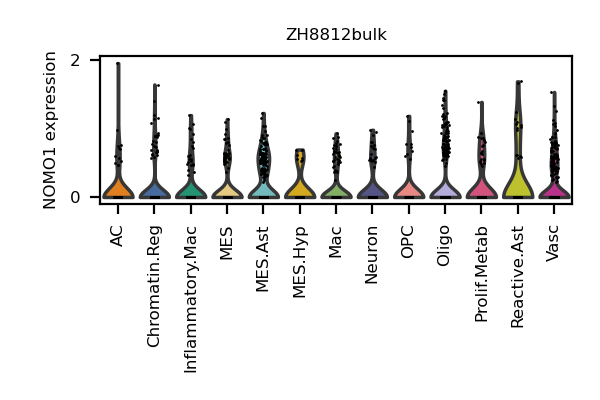 ZH8812bulk
NOMO1 expression
2
0
AC
Chromatin.Reg
Inflammatory.Mac
MES
MES.Ast
MES.Hyp
Mac
Neuron
OPC
Oligo
Prolif.Metab
Reactive.Ast
Vasc